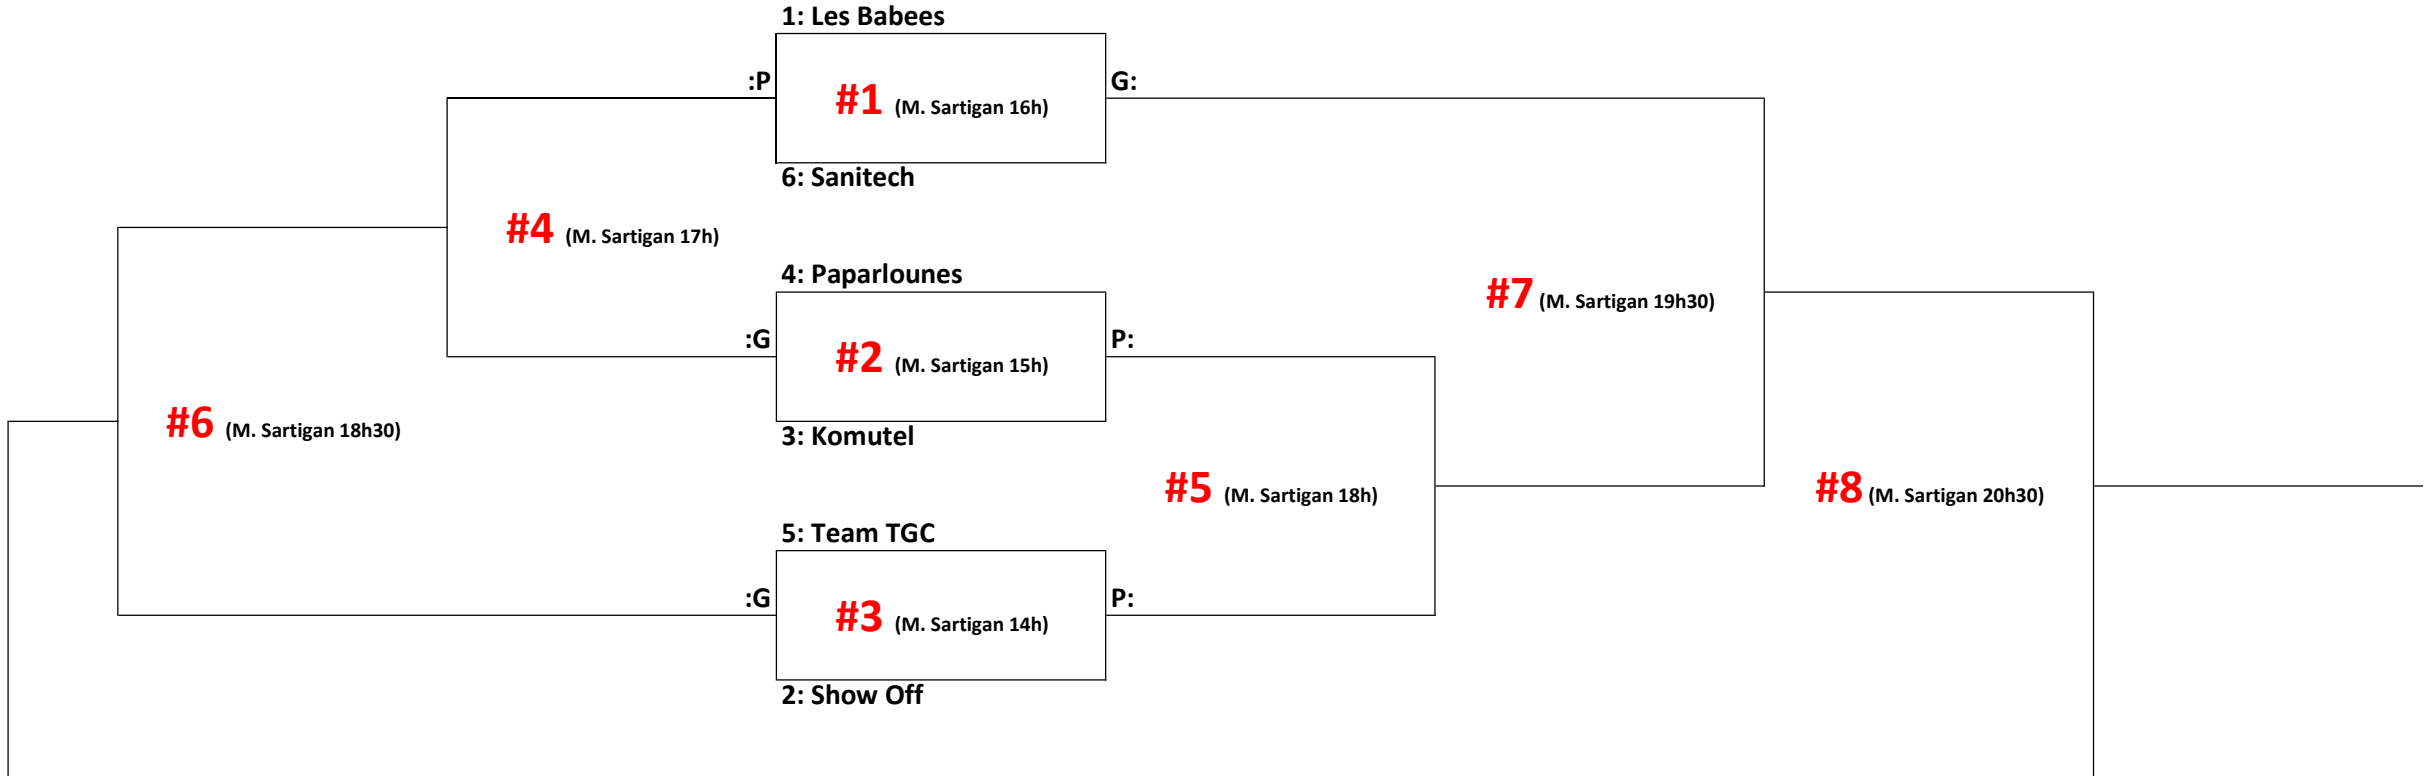 1: Les Babees
:P
#1 (M. Sartigan 16h)
G:
6: Sanitech
#4 (M. Sartigan 17h)
4: Paparlounes
#7 (M. Sartigan 19h30)
:G
#2 (M. Sartigan 15h)
P:
#6 (M. Sartigan 18h30)
3: Komutel
#5 (M. Sartigan 18h)
#8 (M. Sartigan 20h30)
5: Team TGC
:G
#3 (M. Sartigan 14h)
P:
2: Show Off